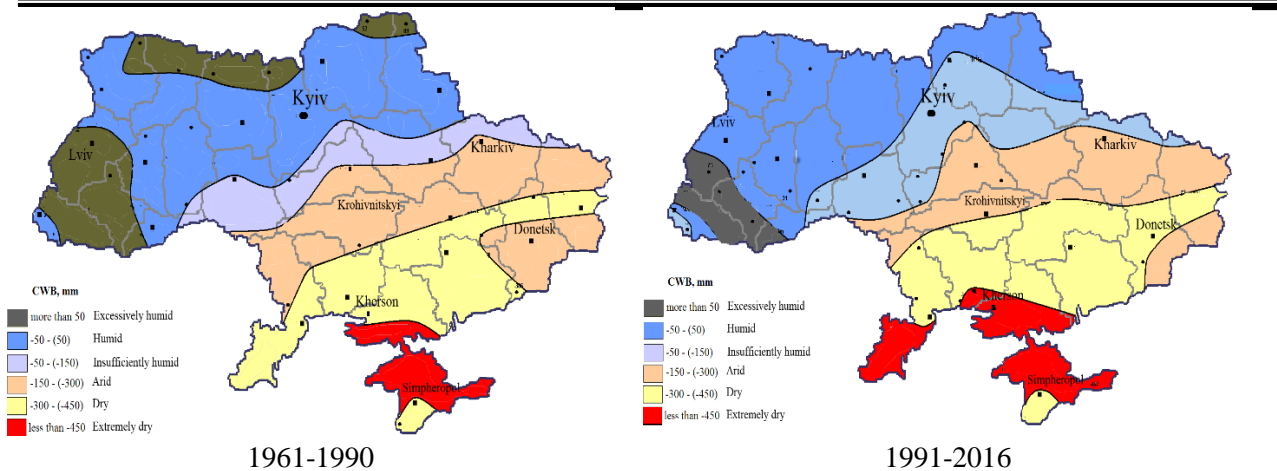 Kyiv
Lviv
Kharkiv
Krohivnitskyi
Donetsk
Kherson
Simpheropol
CWB, mm
more than 50 Excessively humid
-50 - (50) Humid
-50 - (-150) Insufficiently humid
-150 - (-300) Arid
-300 - (-450) Dry
less than -450 Extremely dry
1961-1990
Kyiv
Lviv
Kharkiv
Krohivnitskyi
Donetsk
Kherson
Simpheropol
CWB, mm
more than 50 Excessively humid
-50 - (50) Humid
-50 - (-150) Insufficiently humid
-150 - (-300) Arid
-300 - (-450) Dry
less than -450 Extremely dry
1991-2016